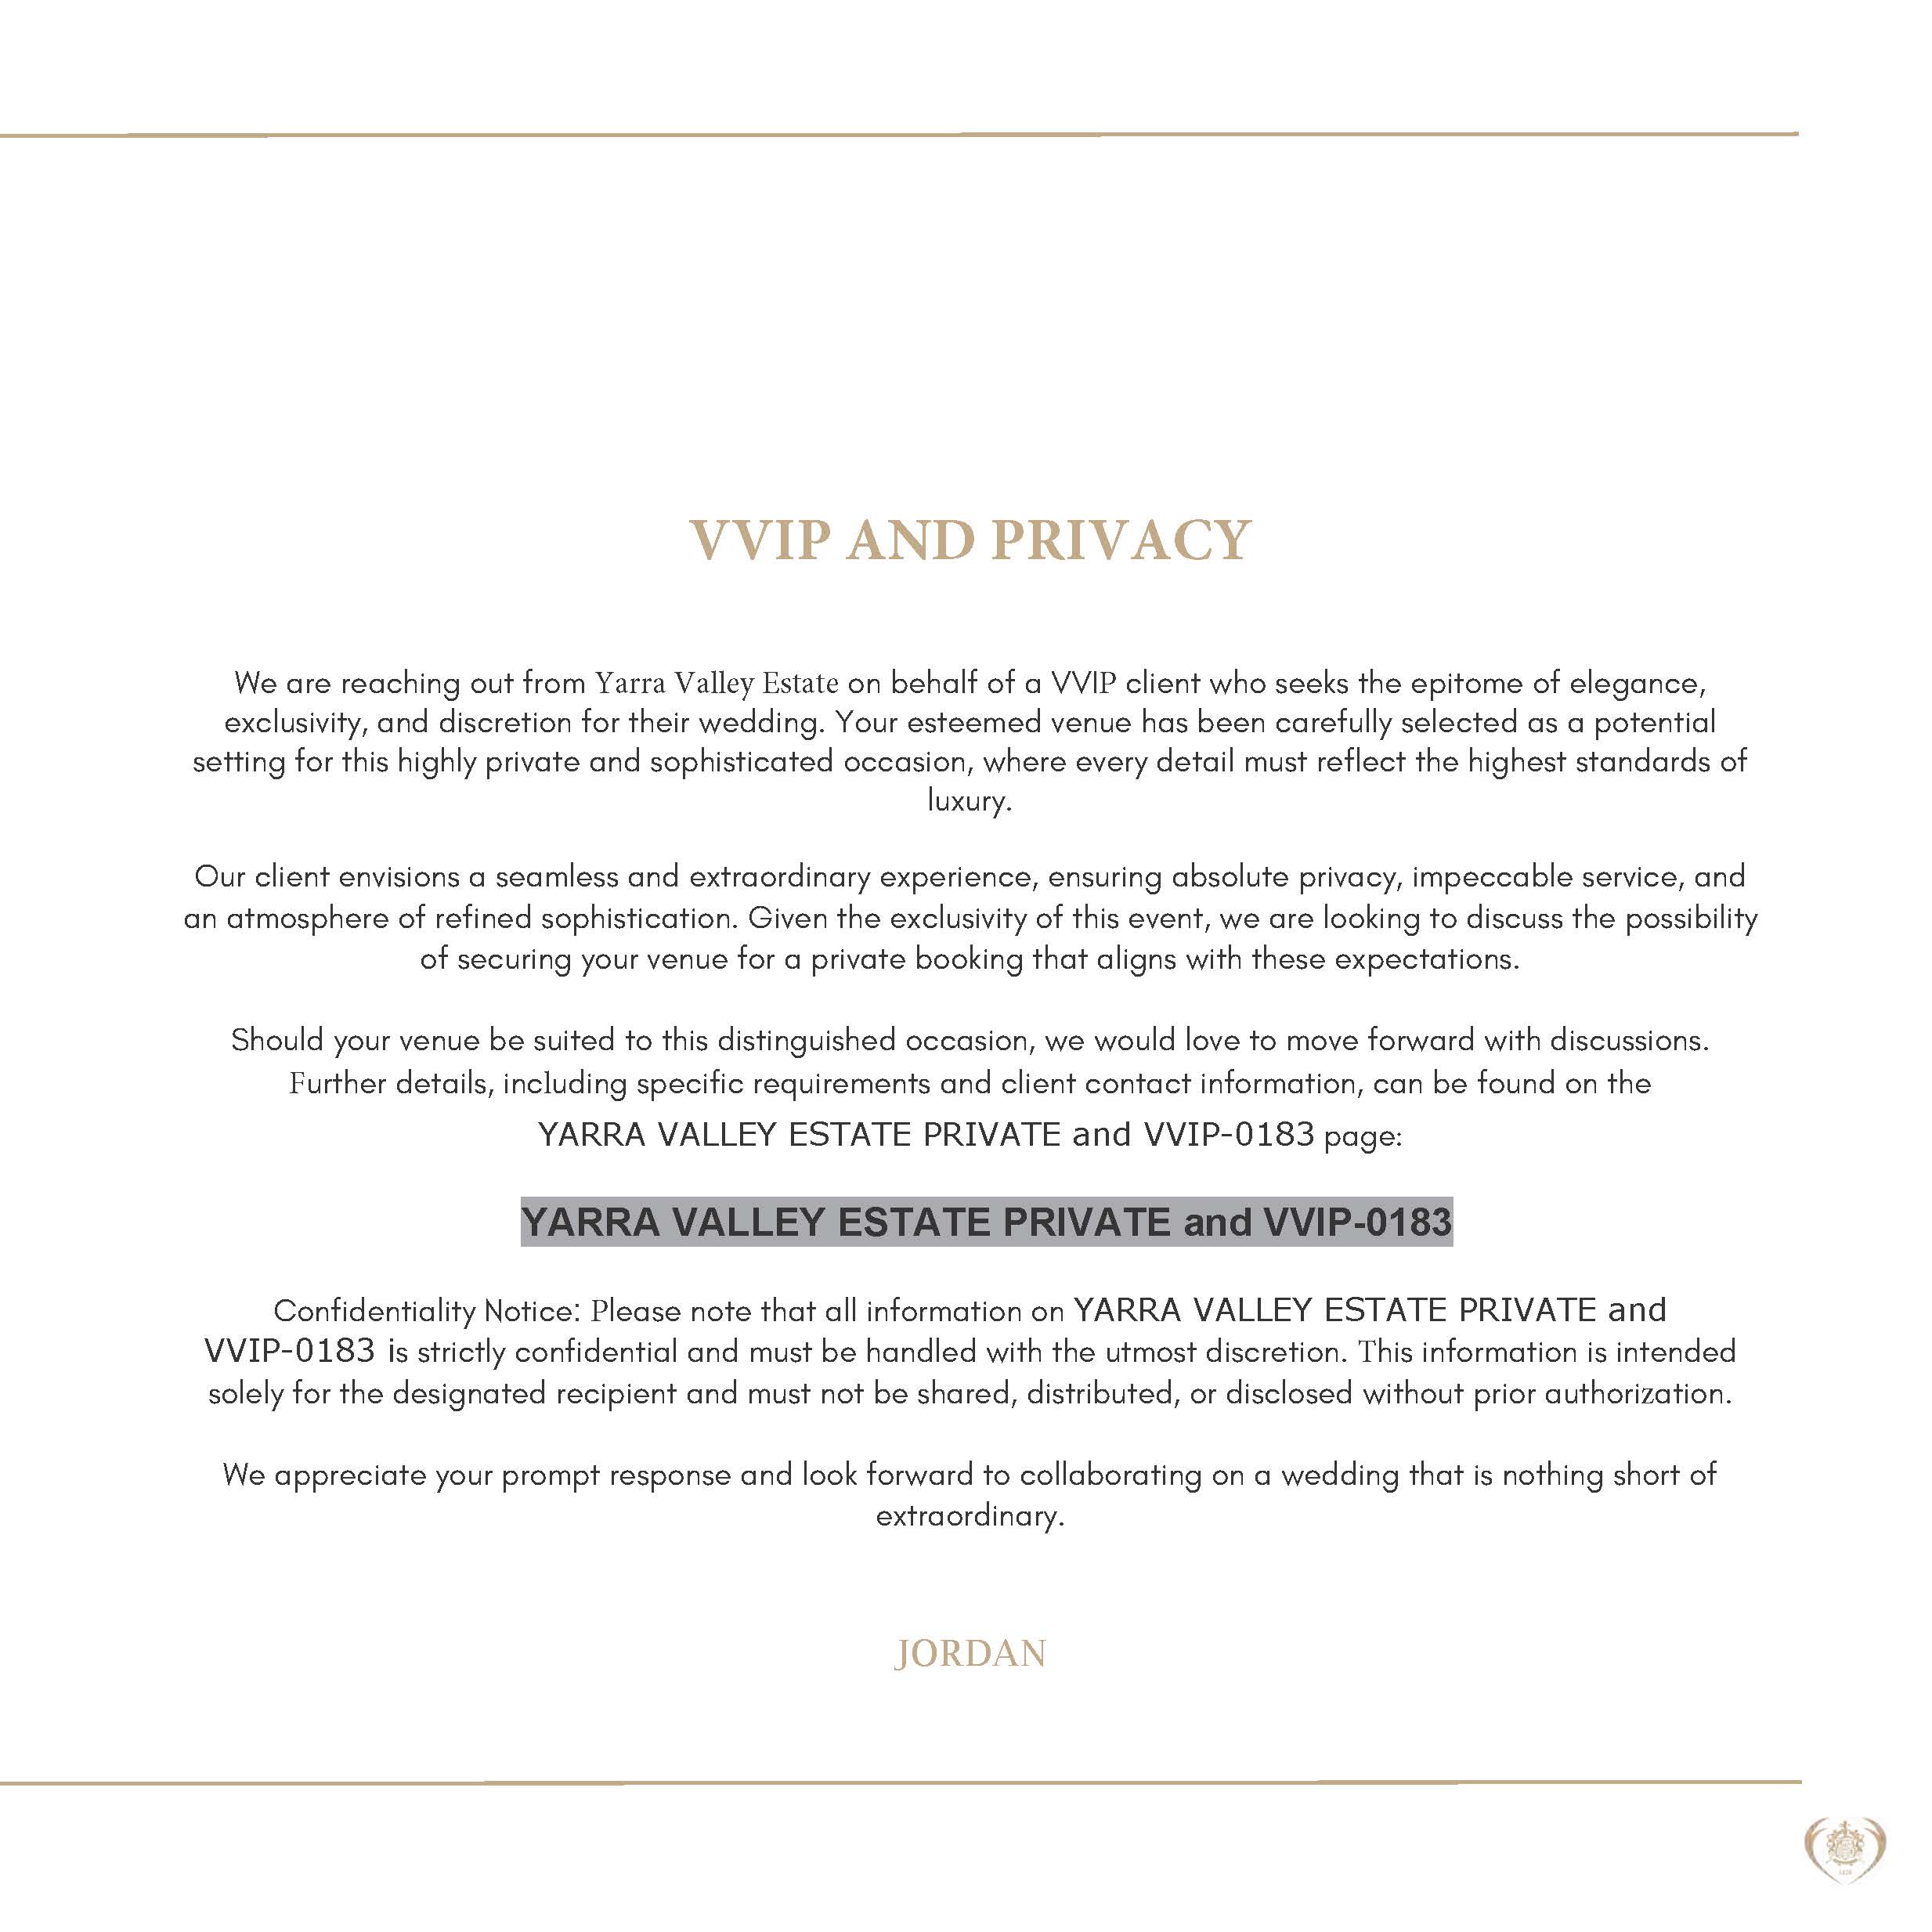 VVIP AND PRIVACY
We are reaching out from Yarra Valley Estate on behalf of a VVIP client who seeks the epitome of elegance,
exclusivity, and discretion for their wedding. Your esteemed venue has been carefully selected as a potential
setting for this highly private and sophisticated occasion, where every detail must reflect the highest standards of
luxury.
Our client envisions a seamless and extraordinary experience, ensuring absolute privacy, impeccable service, and
an atmosphere of refined sophistication. Given the exclusivity of this event, we are looking to discuss the possibility
of securing your venue for a private booking that aligns with these expectations.
Should your venue be suited to this distinguished occasion, we would love to move forward with discussions.
Further details, including specific requirements and client contact information, can be found on the
YARRA VALLEY ESTATE PRIVATE and VVIP-0183 page:
YARRA VALLEY ESTATE PRIVATE and VVIP-0183
Confidentiality Notice: Please note that all information on YARRA VALLEY ESTATE PRIVATE and
VVIP-0183 is strictly confidential and must be handled with the utmost discretion. This information is intended
solely for the designated recipient and must not be shared, distributed, or disclosed without prior authorization.
We appreciate your prompt response and look forward to collaborating on a wedding that is nothing short of
extraordinary.
JORDAN